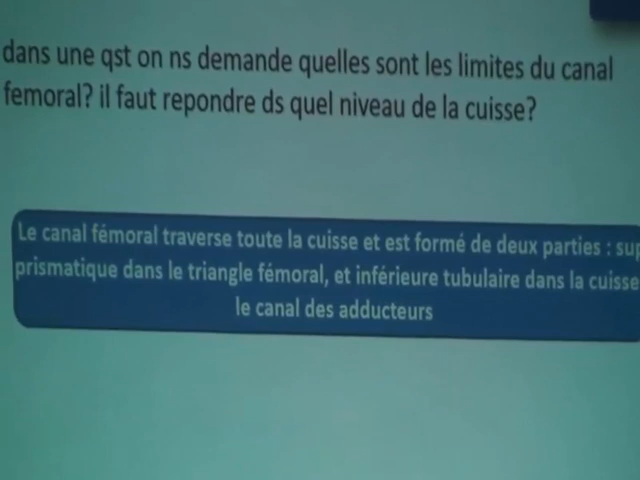 dans une qst on ns demande quelles sont les limites du canal
femoral? il faut repondre ds quel niveau de la cuisse?
Le canal fémoral traverse toute la cuisse et est formé de deux parties : sup
prismatique dans le triangle fémoral, et inférieure tubulaire dans la cuisse
le canal des adducteurs